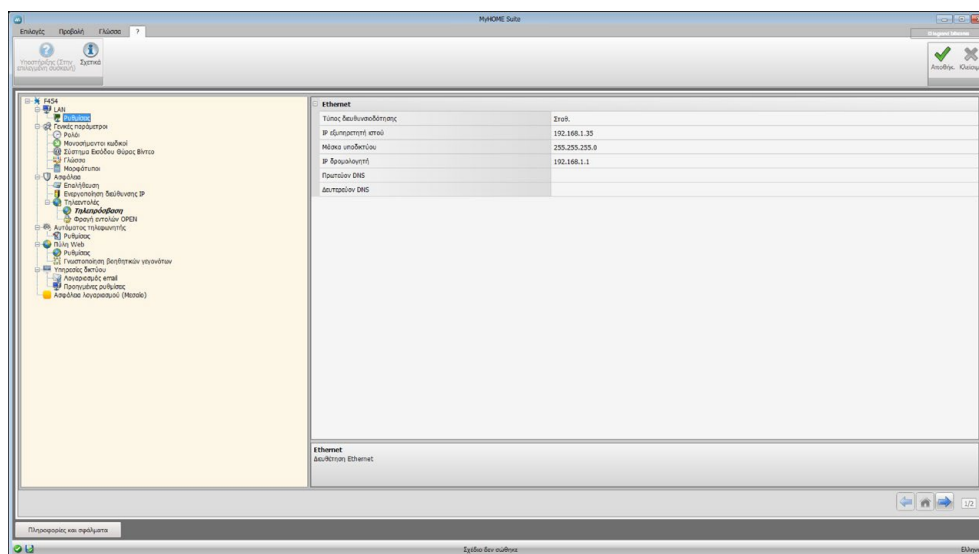 MyHOME Suite
Επιλογές Προβολή Γλώσσα ?
Υποστήριξης (Στην επιλεγμένη συσκευή)
Σχετικά
Αποθήκ. Κλείσιμ
F454
LAN
Ρυθμίσεις
Γενικές παράμετροι
Ρολόι
Μονοσήμαντοι κωδικοί
Σύστημα Εισόδου Θύρας Βίντεο
Γλώσσα
Μορφότυποι
Ασφάλεια
Επαλήθευση
Ενεργοποίηση διεύθυνσης IP
Τηλεεντολές
Τηλεπρόσβαση
Φραγή εντολών OPEN
Αυτόματος τηλεφωνητής
Ρυθμίσεις
Πύλη Web
Ρυθμίσεις
Γνωστοποίηση βοηθητικών γεγονότων
Υπηρεσίες δικτύου
Λογαριασμός email
Προηγμένες ρυθμίσεις
Ασφάλεια λογαριασμού (Μεσαίο)
Ethernet
Τύπος διευθυνσιοδότησης Σταθ.
IP εξυπηρετητή ιστού 192.168.1.35
Μάσκα υποδικτύου 255.255.255.0
IP δρομολογητή 192.168.1.1
Πρωτεύον DNS
Δευτερεύον DNS
Ethernet
Διευθέτηση Ethernet
1/2
Πληροφορίες και σφάλματα
Σχέδιο δεν σώθηκε
Ελλην